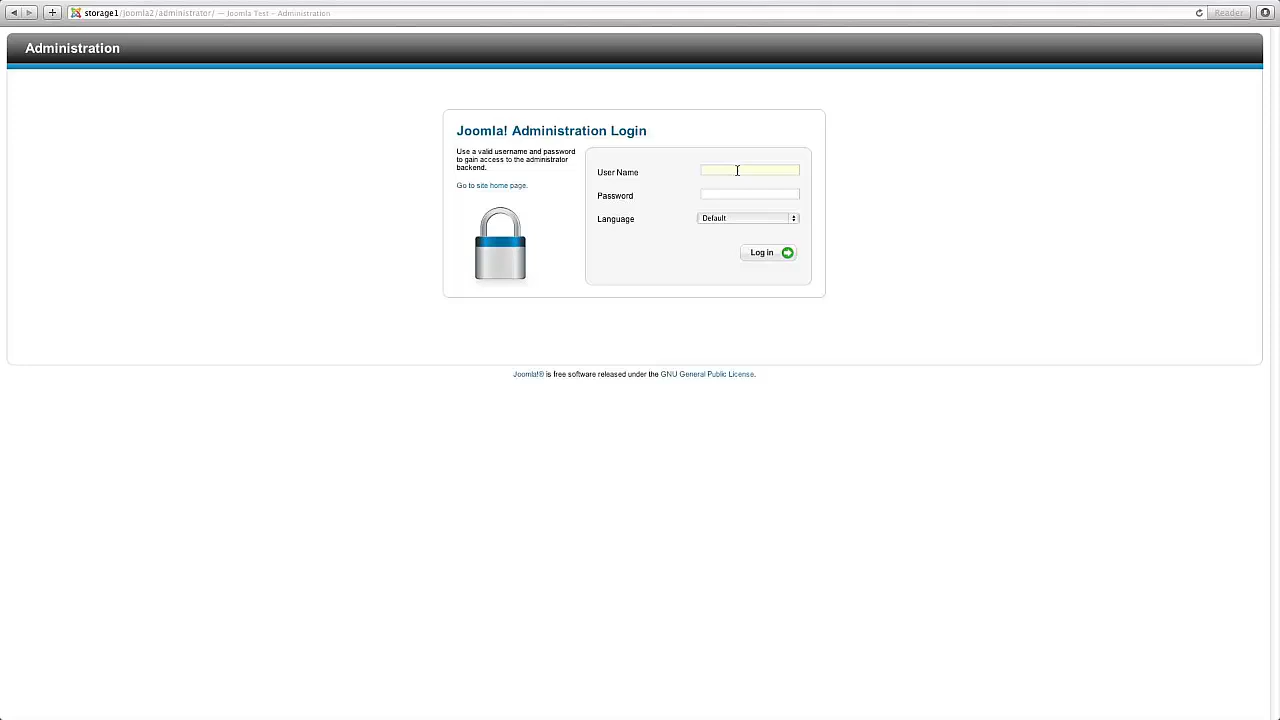 storage1/joomla2/administrator/ — Joomla Test – Administration
Reader
Administration
Joomla! Administration Login
Use a valid username and password
to gain access to the administrator
backend.
Go to site home page.
User Name
Password
Language
Default
Log in
Joomla!® is free software released under the GNU General Public License.